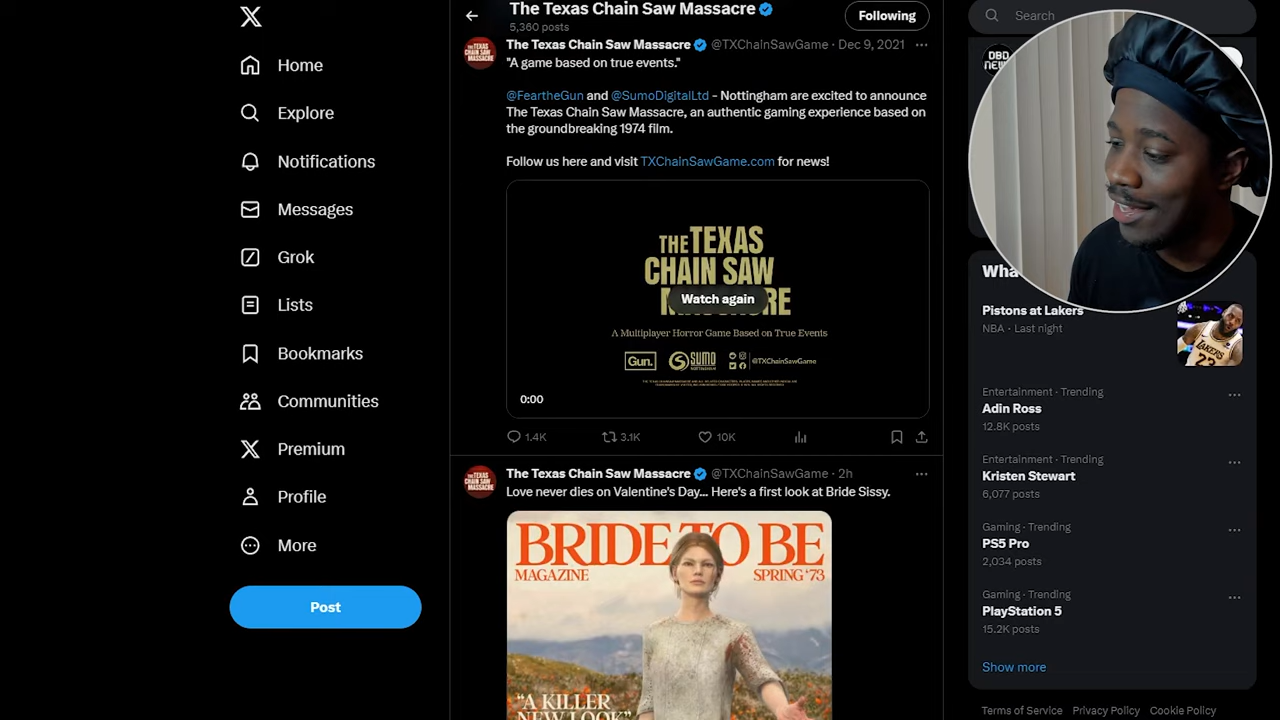 Home
Explore
Notifications
Messages
Grok
Lists
Bookmarks
Communities
Premium
Profile
More
Post
The Texas Chain Saw Massacre
5,360 posts
Following
The Texas Chain Saw Massacre @TXChainSawGame · Dec 9, 2021
"A game based on true events."
@FeartheGun and @SumoDigitalLtd – Nottingham are excited to announce
The Texas Chain Saw Massacre, an authentic gaming experience based on
the groundbreaking 1974 film.
Follow us here and visit TXChainSawGame.com for news!
THE TEXAS
CHAIN SAW
Watch again
A Multiplayer Horror Game Based on True Events
Gun.
SUMO
NOTTINGHAM
@TXChainSawGame
0:00
1.4K
3.1K
10K
The Texas Chain Saw Massacre @TXChainSawGame · 2h
Love never dies on Valentine's Day... Here's a first look at Bride Sissy.
BRIDE TO BE
MAGAZINE
SPRING '73
"A KILLER
NEW LOOK"
Search
DBD
Pistons at Lakers
NBA · Last night
LAKERS
23
Entertainment · Trending
Adin Ross
12.8K posts
Entertainment · Trending
Kristen Stewart
6,077 posts
Gaming · Trending
PS5 Pro
2,034 posts
Gaming · Trending
PlayStation 5
15.2K posts
Show more
Terms of Service
Privacy Policy
Cookie Policy